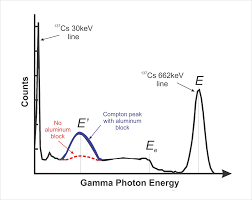 ¹³⁷Cs 30keV
line
¹³⁷Cs 662keV
line
E
E'
Compton peak
with aluminum
block
No
aluminum
block
Eₑ
Counts
Gamma Photon Energy